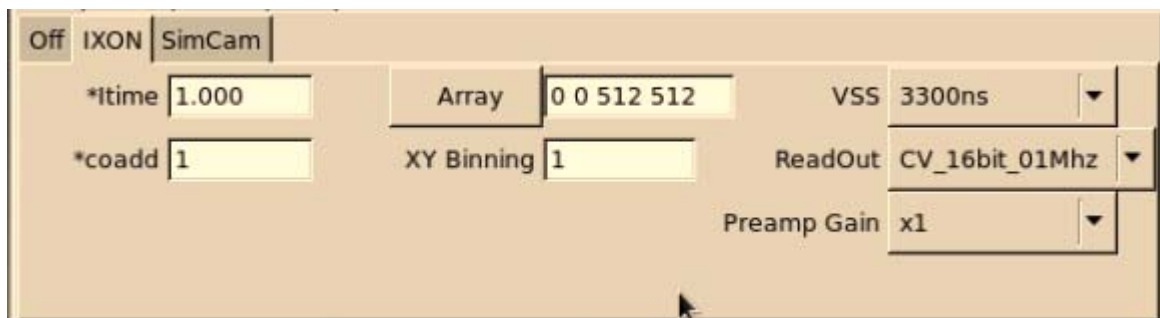 Off IXON SimCam
*Itime 1.000 Array 0 0 512 512 VSS 3300ns
*coadd 1 XY Binning 1 ReadOut CV_16bit_01Mhz
Preamp Gain x1